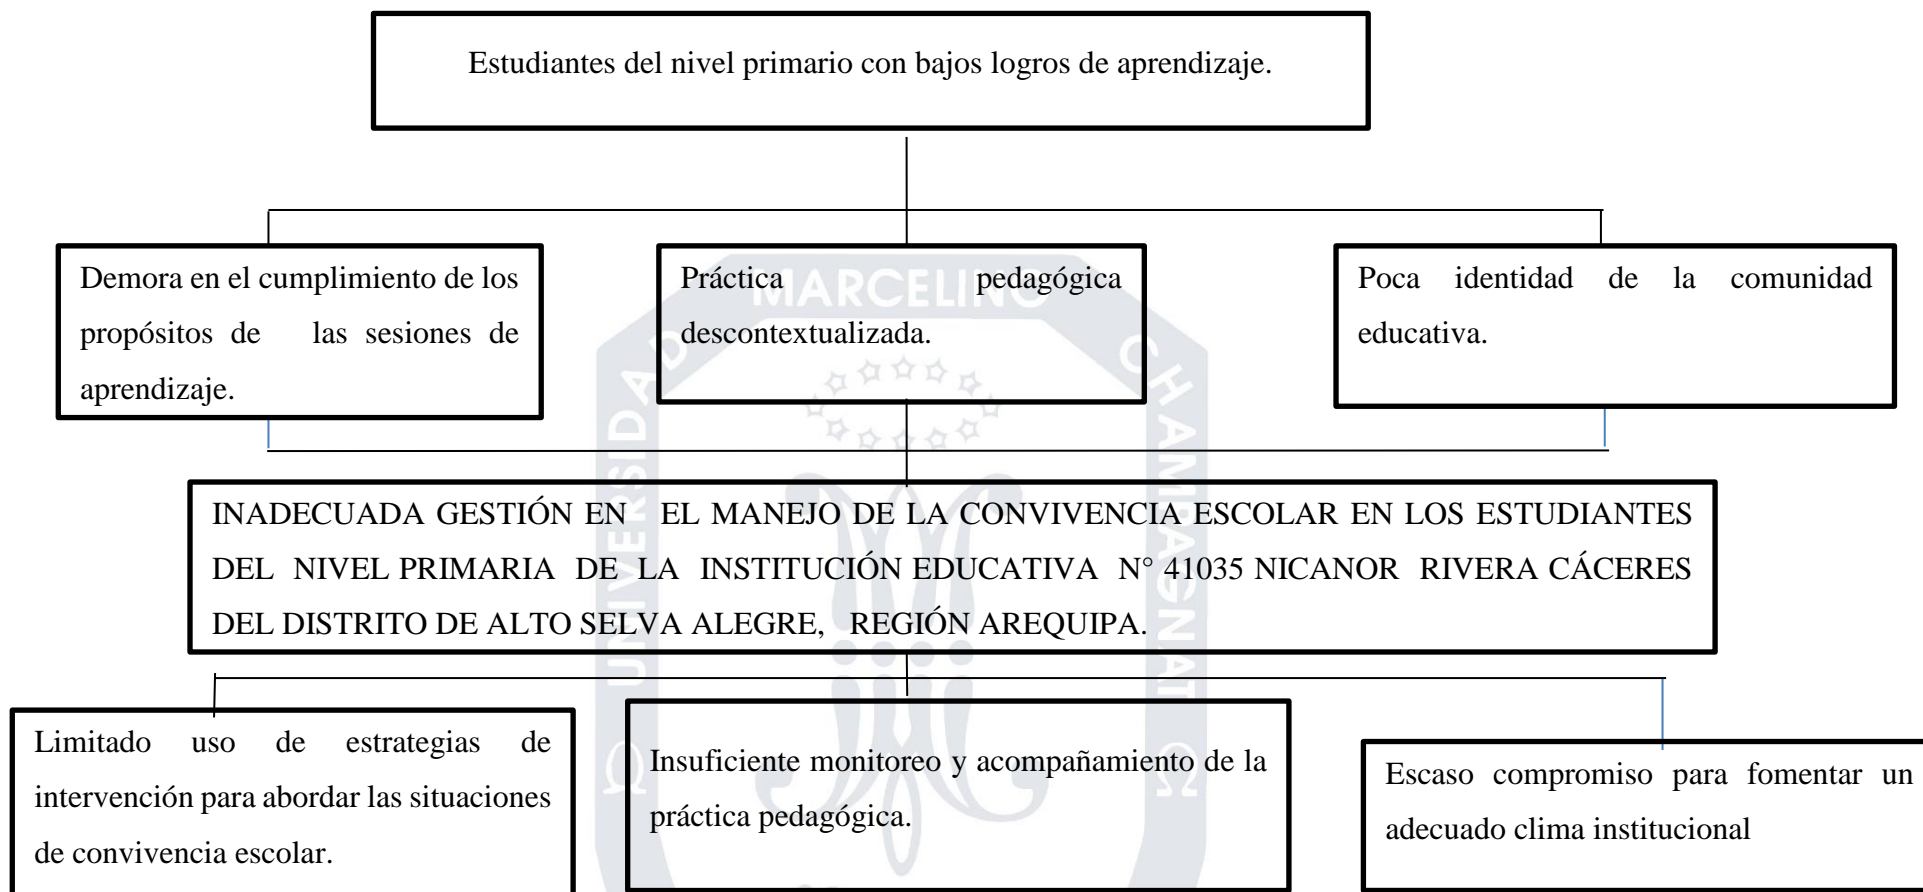 Estudiantes del nivel primario con bajos logros de aprendizaje.
Demora en el cumplimiento de los
propósitos de las sesiones de
aprendizaje.
Práctica pedagógica
descontextualizada.
Poca identidad de la comunidad
educativa.
INADECUADA GESTIÓN EN EL MANEJO DE LA CONVIVENCIA ESCOLAR EN LOS ESTUDIANTES
DEL NIVEL PRIMARIA DE LA INSTITUCIÓN EDUCATIVA N° 41035 NICANOR RIVERA CÁCERES
DEL DISTRITO DE ALTO SELVA ALEGRE, REGIÓN AREQUIPA.
Limitado uso de estrategias de
intervención para abordar las situaciones
de convivencia escolar.
Insuficiente monitoreo y acompañamiento de la
práctica pedagógica.
Escaso compromiso para fomentar un
adecuado clima institucional
Ω UNIVERSIDAD MARCELINO CHAMPAGNAT Ω